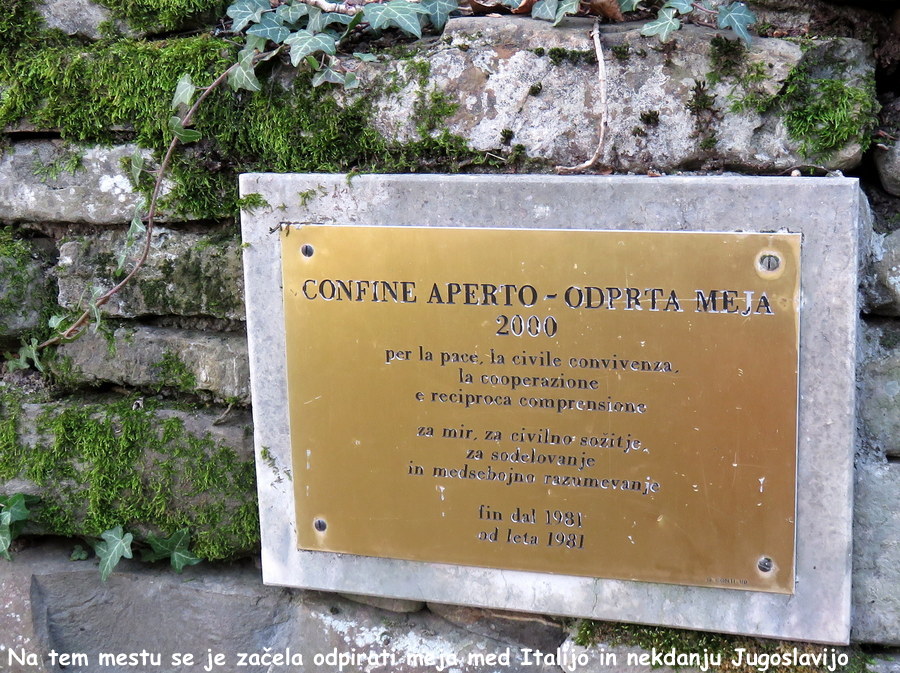 CONFINE APERTO - ODPRTA MEJA
2000
per la pace, la civile convivenza,
la cooperazione
e reciproca comprensione
za mir, za civilno sožitje,
za sodelovanje
in medsebojno razumevanje
fin dal 1981
od leta 1981
Na tem mestu se je začela odpirati meja med Italijo in nekdanju Jugoslavijo